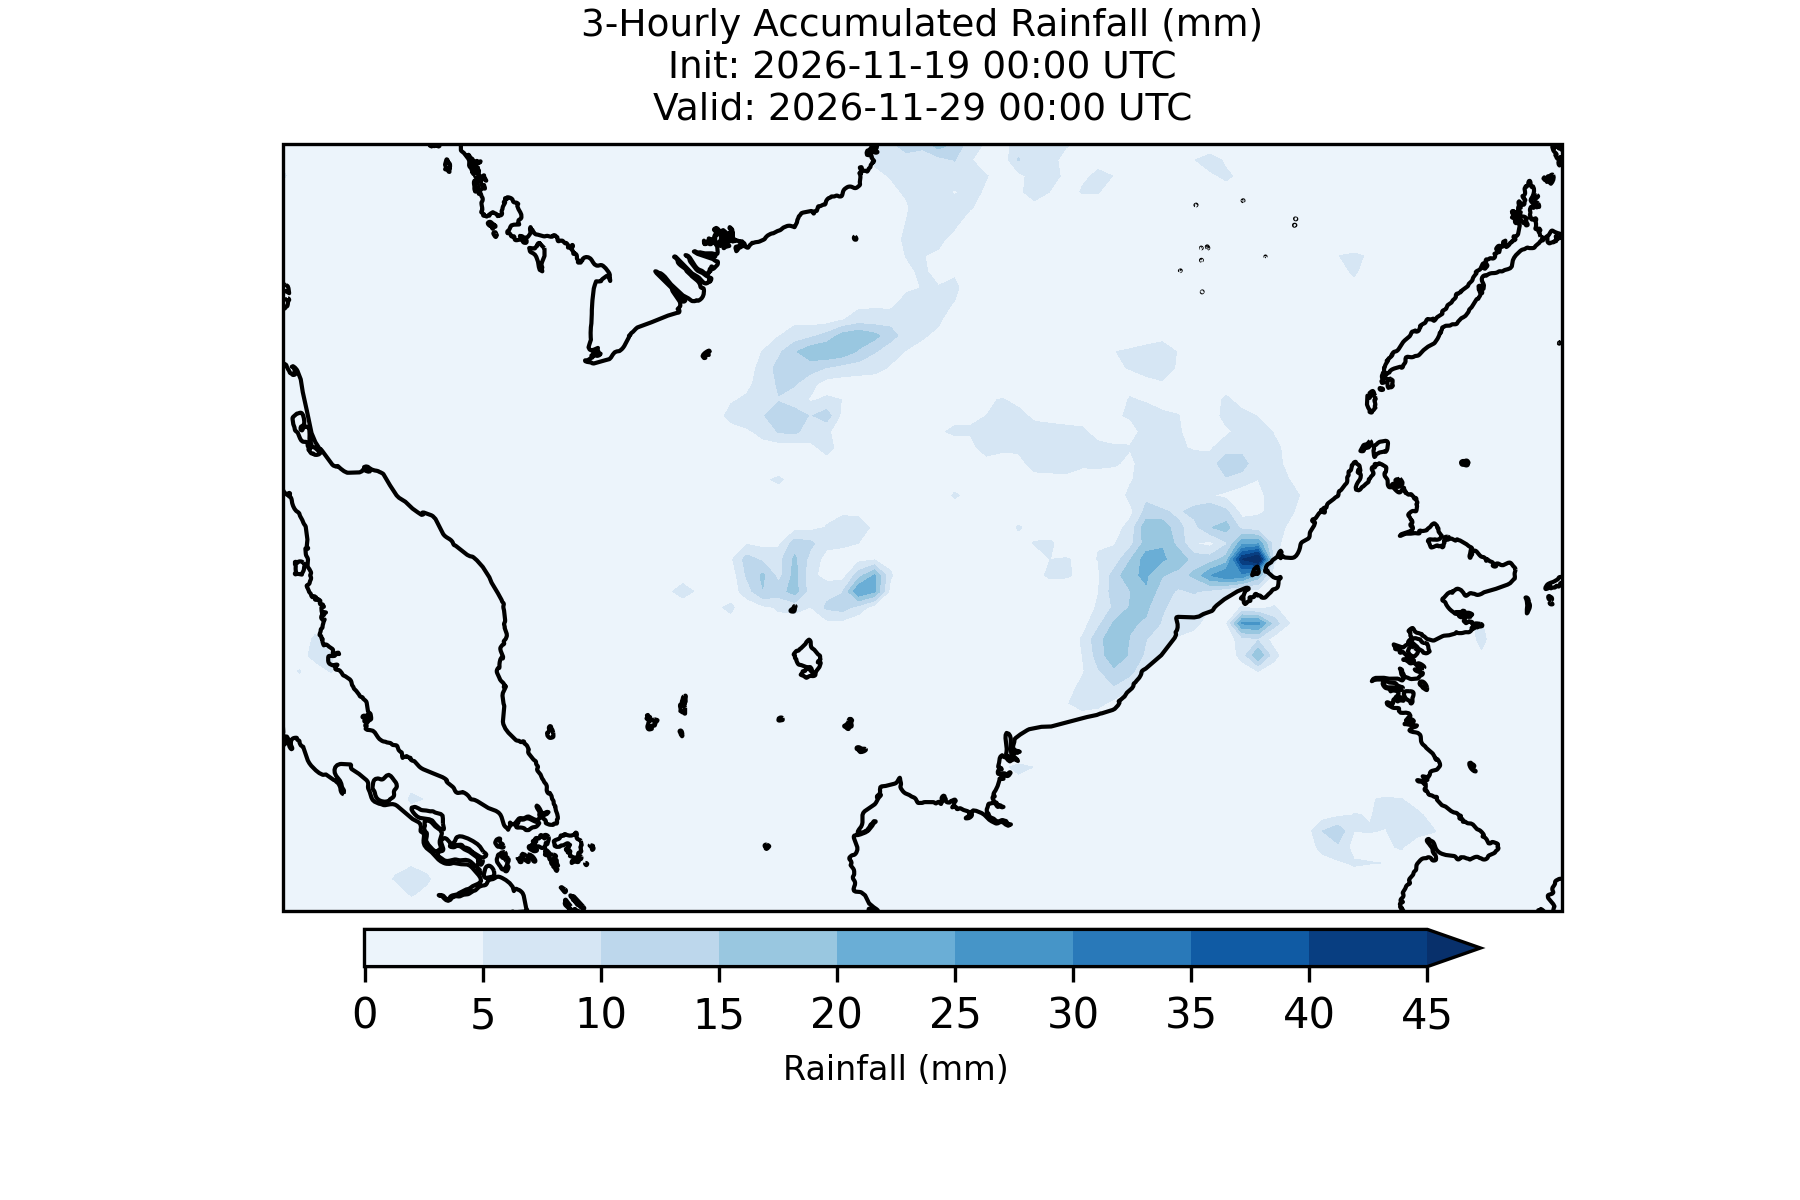 3-Hourly Accumulated Rainfall (mm)
Init: 2026-11-19 00:00 UTC
Valid: 2026-11-29 00:00 UTC
0 5 10 15 20 25 30 35 40 45
Rainfall (mm)